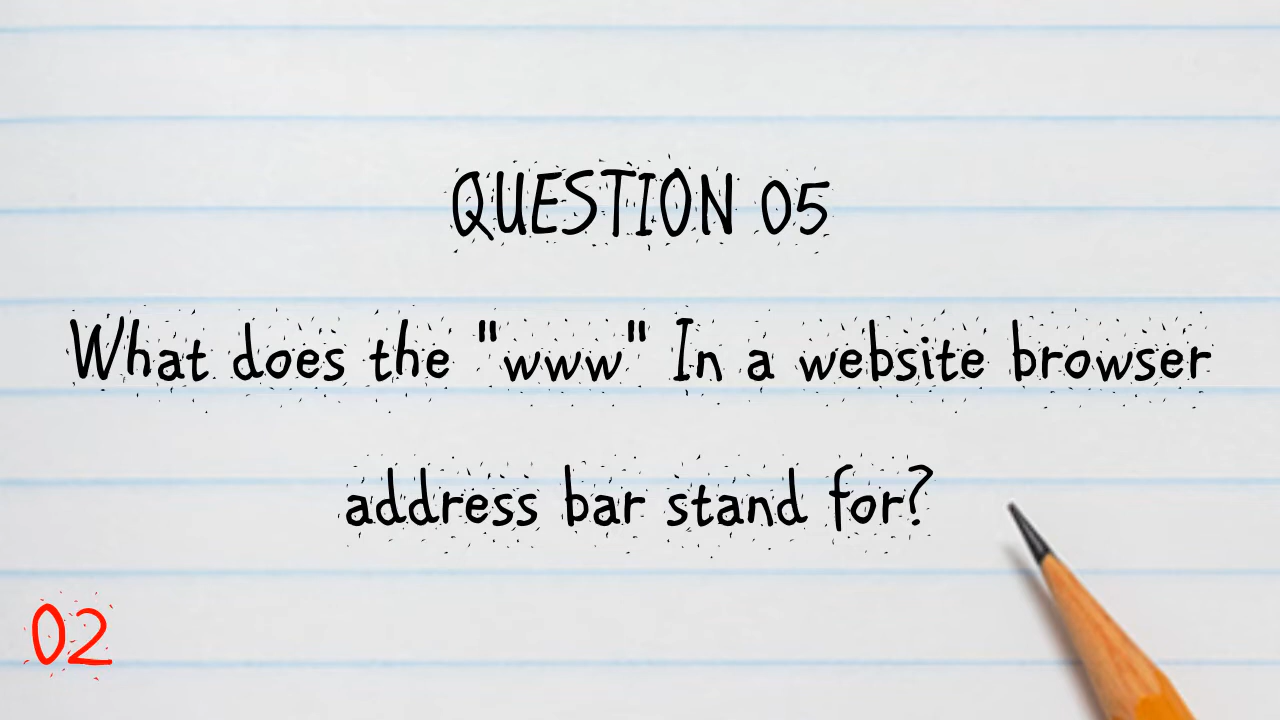 QUESTION 05
What does the "www" In a website browser
address bar stand for?
02